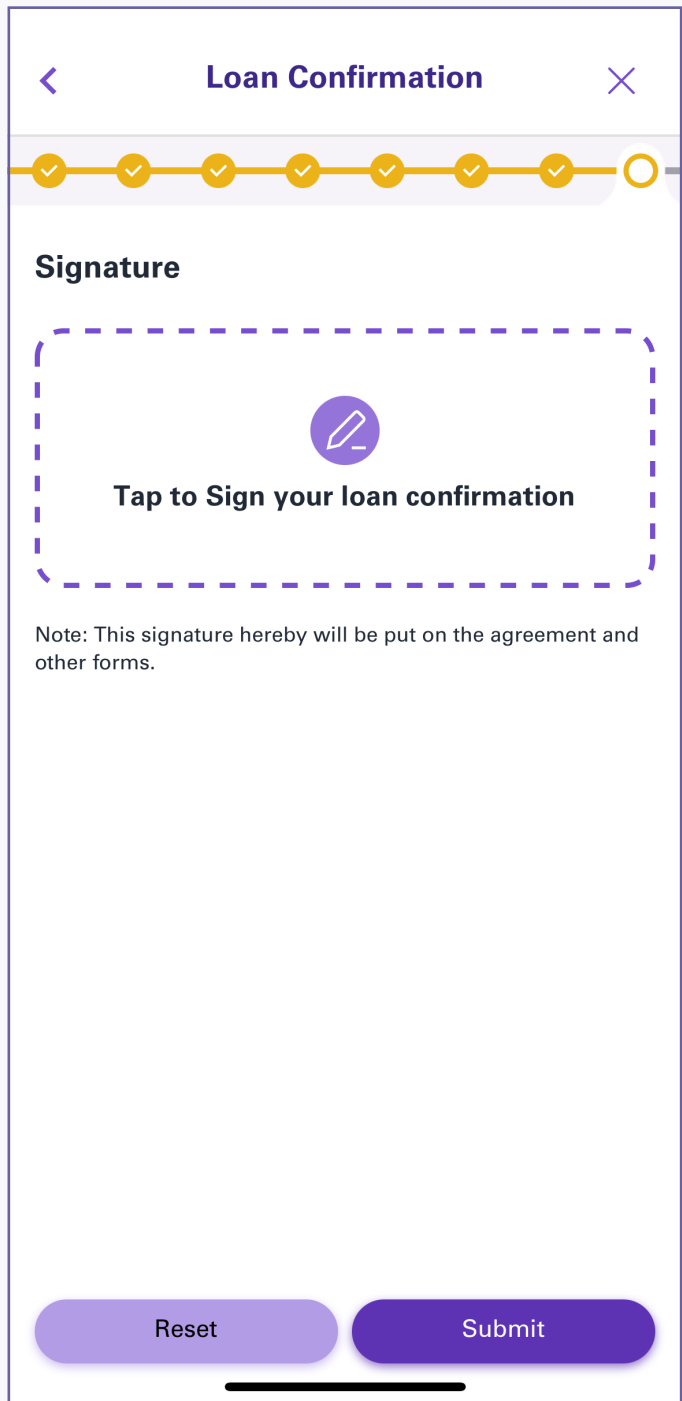 Loan Confirmation
Signature
Tap to Sign your loan confirmation
Note: This signature hereby will be put on the agreement and
other forms.
Reset
Submit